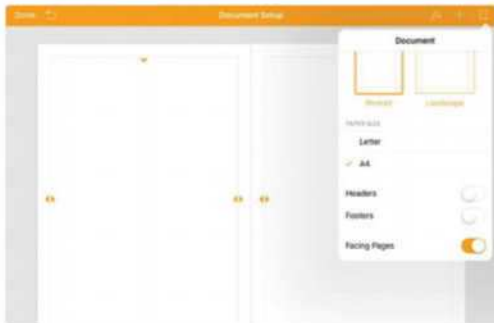 Done
Document Setup
Document
Portrait
Landscape
PAPER SIZE
Letter
A4
Headers
Footers
Facing Pages